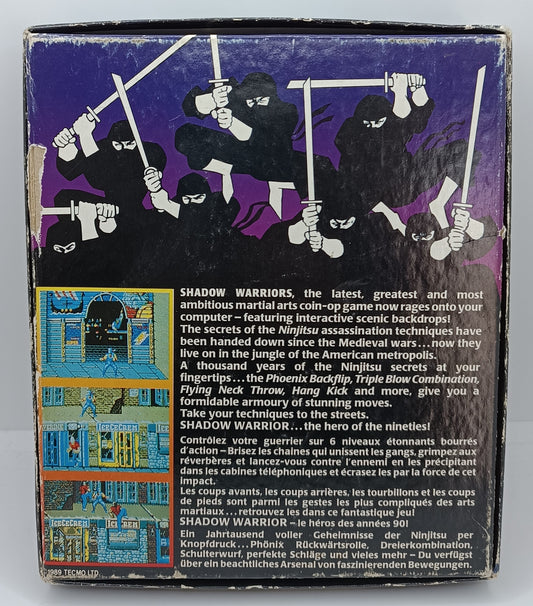 SHADOW WARRIORS, the latest, greatest and most
ambitious martial arts coin-op game now rages onto your
computer – featuring interactive scenic backdrops!
The secrets of the Ninjitsu assassination techniques have
been handed down since the Medieval wars...now they
live on in the jungle of the American metropolis.
A thousand years of the Ninjitsu secrets at your
fingertips...the Phoenix Backflip, Triple Blow Combination,
Flying Neck Throw, Hang Kick and more, give you a
formidable armoury of stunning moves.
Take your techniques to the streets.
SHADOW WARRIOR...the hero of the nineties!
Contrôlez votre guerrier sur 6 niveaux étonnants bourrés
d'action – Brisez les chaines qui unissent les gangs, grimpez aux
réverbères et lancez-vous contre l'ennemi en les précipitant
dans les cabines téléphoniques et écrasez les par la force de cet
impact.
Les coups avants, les coups arrières, les tourbillons et les coups
de pieds sont parmi les gestes les plus compliqués des arts
martiaux...retrouvez les dans ce fantastique jeu!
SHADOW WARRIOR – le héros des années 90!
Ein Jahrtausend voller Geheimnisse der Ninjitsu per
Knopfdruck...Phönix Rückwärtsrolle, Dreierkombination,
Schulterwurf, perfekte Schläge und vieles mehr – Du verfügst
über ein beachtliches Arsenal von faszinierenden Bewegungen.
ICECREAM
ICECREAM
ICECREAM
©1989 TECMO LTD